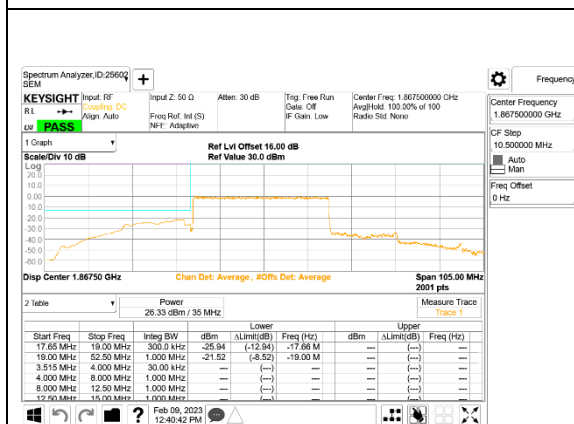 Spectrum Analyzer,ID:25602
SEM
+
Frequency
KEYSIGHT
RL
PASS
Input: RF
Coupling: DC
Align: Auto
Input Z: 50 Ω
Freq Ref: Int (S)
NFE: Adaptive
Atten: 30 dB
Trig: Free Run
Gate: Off
IF Gain: Low
Center Freq: 1.867500000 GHz
Avg|Hold: 100.00% of 100
Radio Std: None
Center Frequency
1.867500000 GHz
CF Step
10.500000 MHz
Auto
Man
Freq Offset
0 Hz
1 Graph
Scale/Div 10 dB
Ref Lvl Offset 16.00 dB
Ref Value 30.0 dBm
Log
20.0
10.0
0.00
-10.0
-20.0
-30.0
-40.0
-50.0
-60.0
Disp Center 1.86750 GHz
Chan Det: Average , #Offs Det: Average
Span 105.00 MHz
2001 pts
2 Table
Power
26.33 dBm / 35 MHz
Measure Trace
Trace 1
Lower Upper
Start Freq Stop Freq Integ BW dBm ΔLimit(dB) Freq (Hz) dBm ΔLimit(dB) Freq (Hz)
17.65 MHz 19.00 MHz 300.0 kHz -25.94 (-12.94) -17.66 M --- (---) ---
19.00 MHz 52.50 MHz 1.000 MHz -21.52 (-8.52) -19.00 M --- (---) ---
3.515 MHz 4.000 MHz 30.00 kHz --- (---) --- --- (---) ---
4.000 MHz 8.000 MHz 1.000 MHz --- (---) --- --- (---) ---
8.000 MHz 12.50 MHz 1.000 MHz --- (---) --- --- (---) ---
12.50 MHz 15.00 MHz 1.000 MHz --- (---) --- --- (---) ---
?
Feb 09, 2023
12:40:42 PM